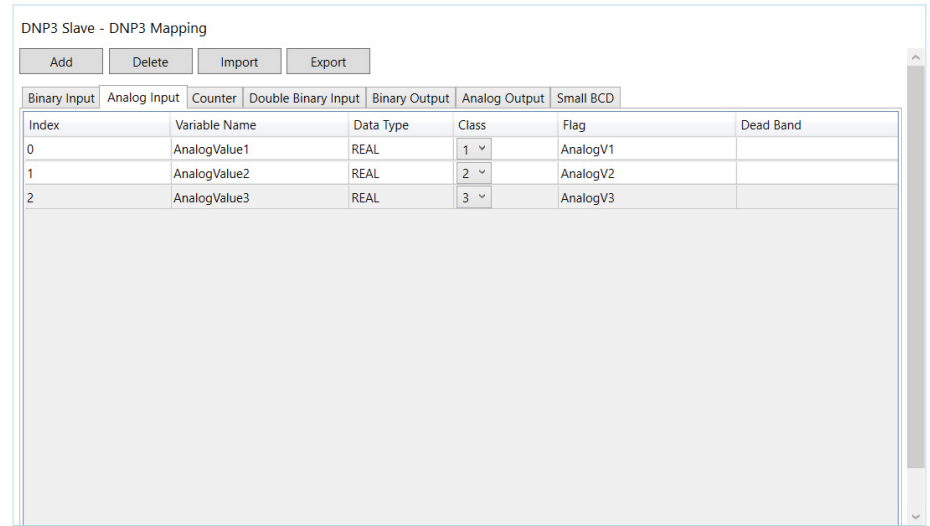 DNP3 Slave - DNP3 Mapping
Add Delete Import Export
Binary Input Analog Input Counter Double Binary Input Binary Output Analog Output Small BCD
Index Variable Name Data Type Class Flag Dead Band
0 AnalogValue1 REAL 1 AnalogV1
1 AnalogValue2 REAL 2 AnalogV2
2 AnalogValue3 REAL 3 AnalogV3